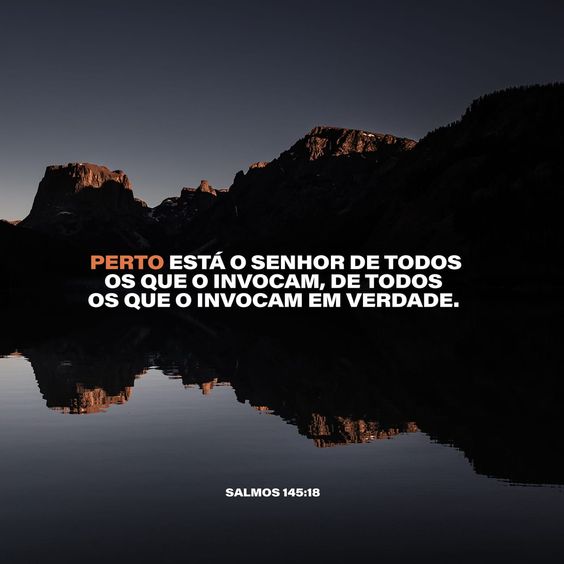 PERTO ESTÁ O SENHOR DE TODOS
OS QUE O INVOCAM, DE TODOS
OS QUE O INVOCAM EM VERDADE.
SALMOS 145:18